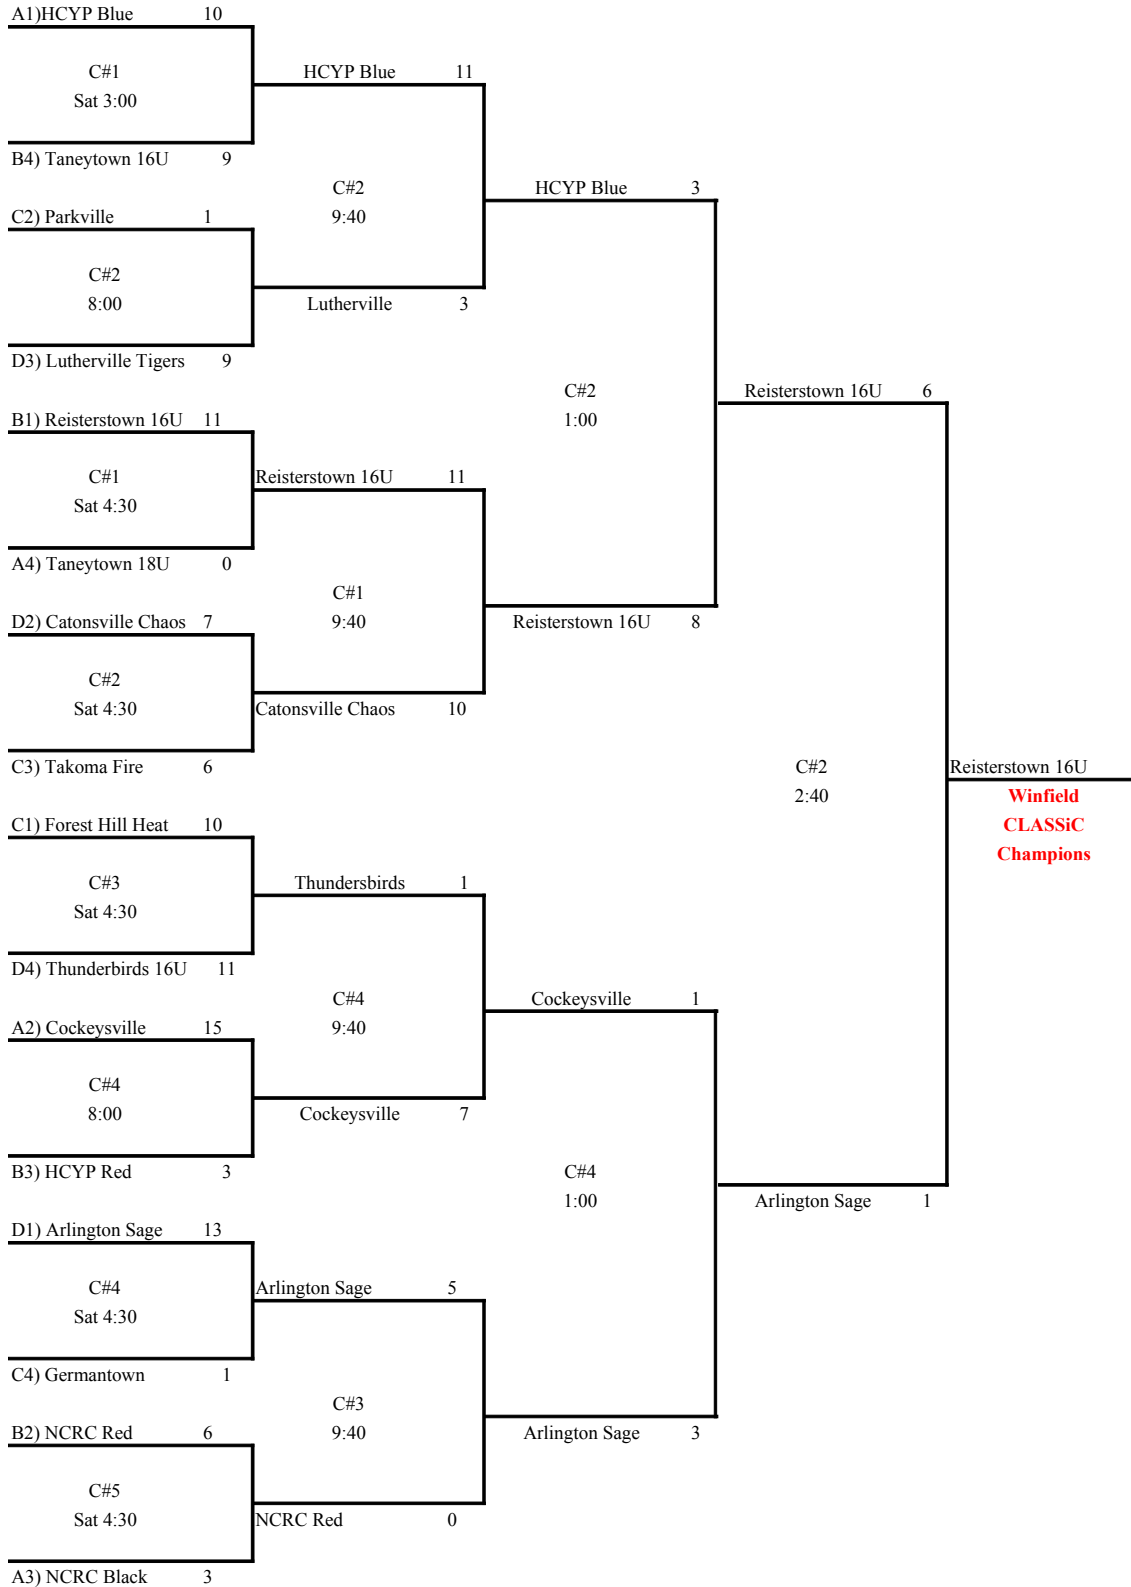 A1)HCYP Blue 10
C#1
Sat 3:00
HCYP Blue 11
B4) Taneytown 16U 9
C#2
9:40
HCYP Blue 3
C2) Parkville 1
C#2
8:00
Lutherville 3
D3) Lutherville Tigers 9
C#2
1:00
Reisterstown 16U 6
B1) Reisterstown 16U 11
C#1
Sat 4:30
Reisterstown 16U 11
A4) Taneytown 18U 0
C#1
9:40
Reisterstown 16U 8
D2) Catonsville Chaos 7
C#2
Sat 4:30
Catonsville Chaos 10
C3) Takoma Fire 6
C#2
2:40
Reisterstown 16U
Winfield
CLASSiC
Champions
C1) Forest Hill Heat 10
C#3
Sat 4:30
Thundersbirds 1
D4) Thunderbirds 16U 11
C#4
9:40
Cockeysville 1
A2) Cockeysville 15
C#4
8:00
Cockeysville 7
B3) HCYP Red 3
C#4
1:00
Arlington Sage 1
D1) Arlington Sage 13
C#4
Sat 4:30
Arlington Sage 5
C4) Germantown 1
C#3
9:40
Arlington Sage 3
B2) NCRC Red 6
C#5
Sat 4:30
NCRC Red 0
A3) NCRC Black 3